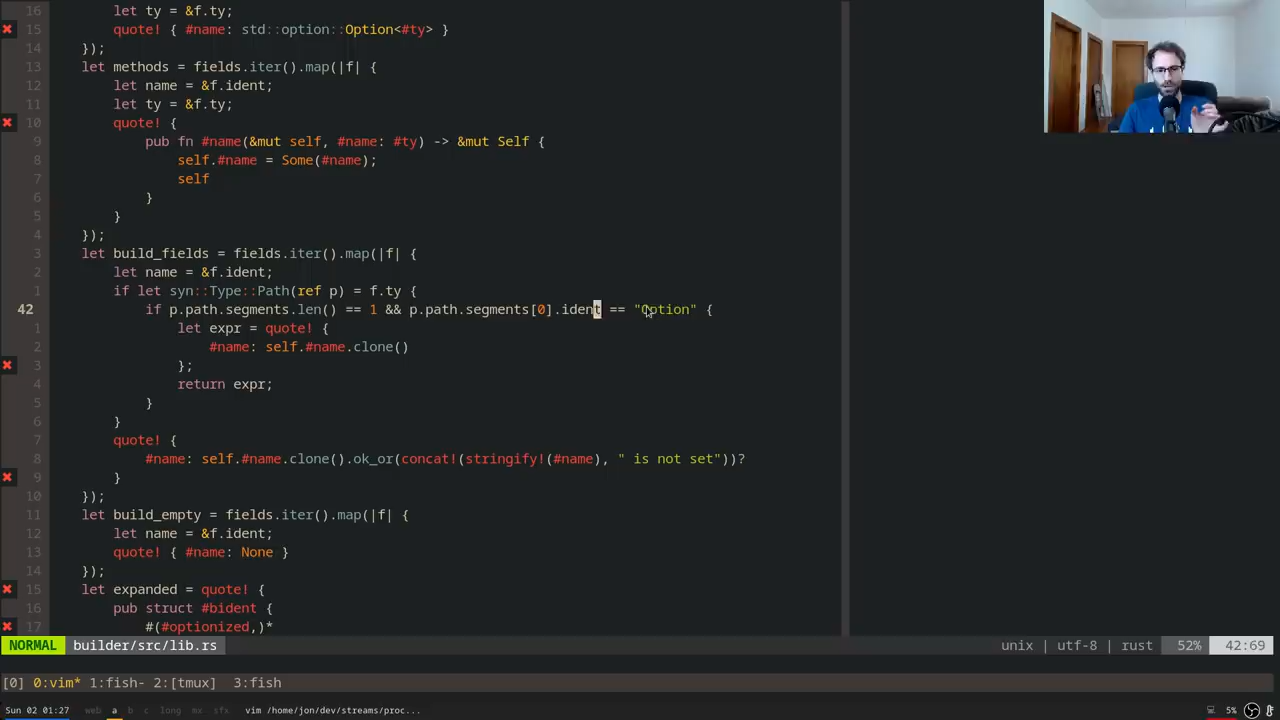 16 let ty = &f.ty;
15 quote! { #name: std::option::Option<#ty> }
14 });
13 let methods = fields.iter().map(|f| {
12 let name = &f.ident;
11 let ty = &f.ty;
10 quote! {
9 pub fn #name(&mut self, #name: #ty) -> &mut Self {
8 self.#name = Some(#name);
7 self
6 }
5 }
4 });
3 let build_fields = fields.iter().map(|f| {
2 let name = &f.ident;
1 if let syn::Type::Path(ref p) = f.ty {
42 if p.path.segments.len() == 1 && p.path.segments[0].ident == "Option" {
1 let expr = quote! {
2 #name: self.#name.clone()
3 };
4 return expr;
5 }
6 }
7 quote! {
8 #name: self.#name.clone().ok_or(concat!(stringify!(#name), " is not set"))?
9 }
10 });
11 let build_empty = fields.iter().map(|f| {
12 let name = &f.ident;
13 quote! { #name: None }
14 });
15 let expanded = quote! {
16 pub struct #bident {
17 #(#optionized,)*
NORMAL builder/src/lib.rs unix | utf-8 | rust 52% 42:69
[0] 0:vim* 1:fish- 2:[tmux] 3:fish
Sun 02 01:27 web a b c long mx sfx vim /home/jon/dev/streams/proc... 5%